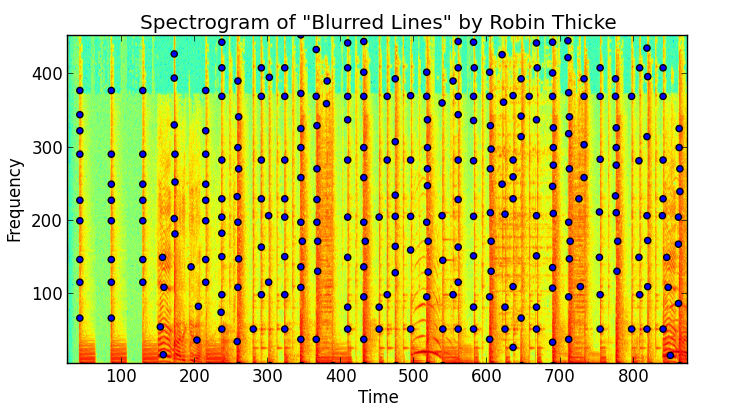 Spectrogram of "Blurred Lines" by Robin Thicke
400
300
200
100
Frequency
100 200 300 400 500 600 700 800
Time